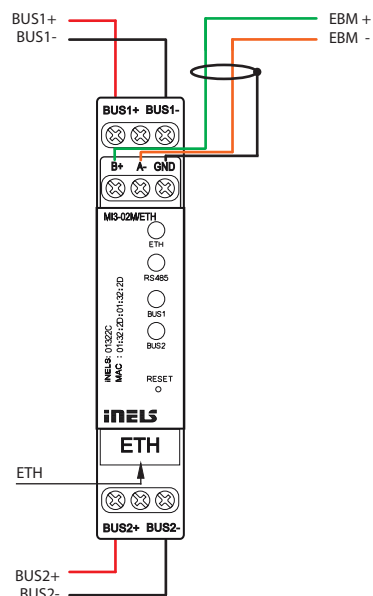 BUS1+
BUS1-
EBM +
EBM -
BUS1+ BUS1-
B+ A- GND
MI3-02M/ETH
ETH
RS485
BUS1
BUS2
iNELS: 01322C
MAC : 01:32:2D:01:32:2D
RESET
iNELS
ETH
ETH
BUS2+ BUS2-
BUS2+
BUS2-